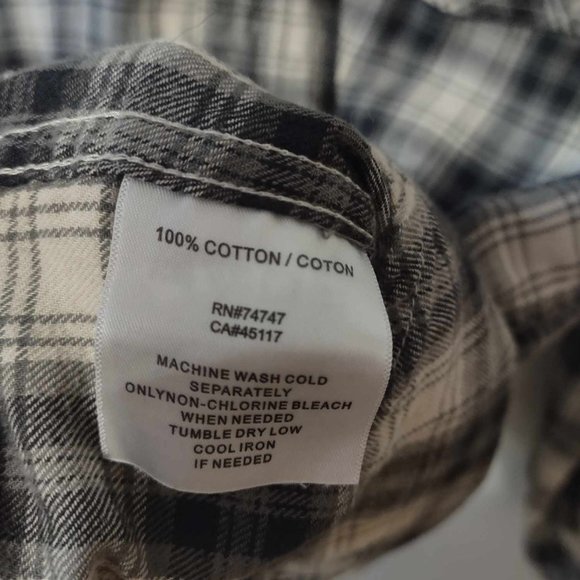 100% COTTON / COTON
RN#74747
CA#45117
MACHINE WASH COLD
SEPARATELY
ONLYNON-CHLORINE BLEACH
WHEN NEEDED
TUMBLE DRY LOW
COOL IRON
IF NEEDED